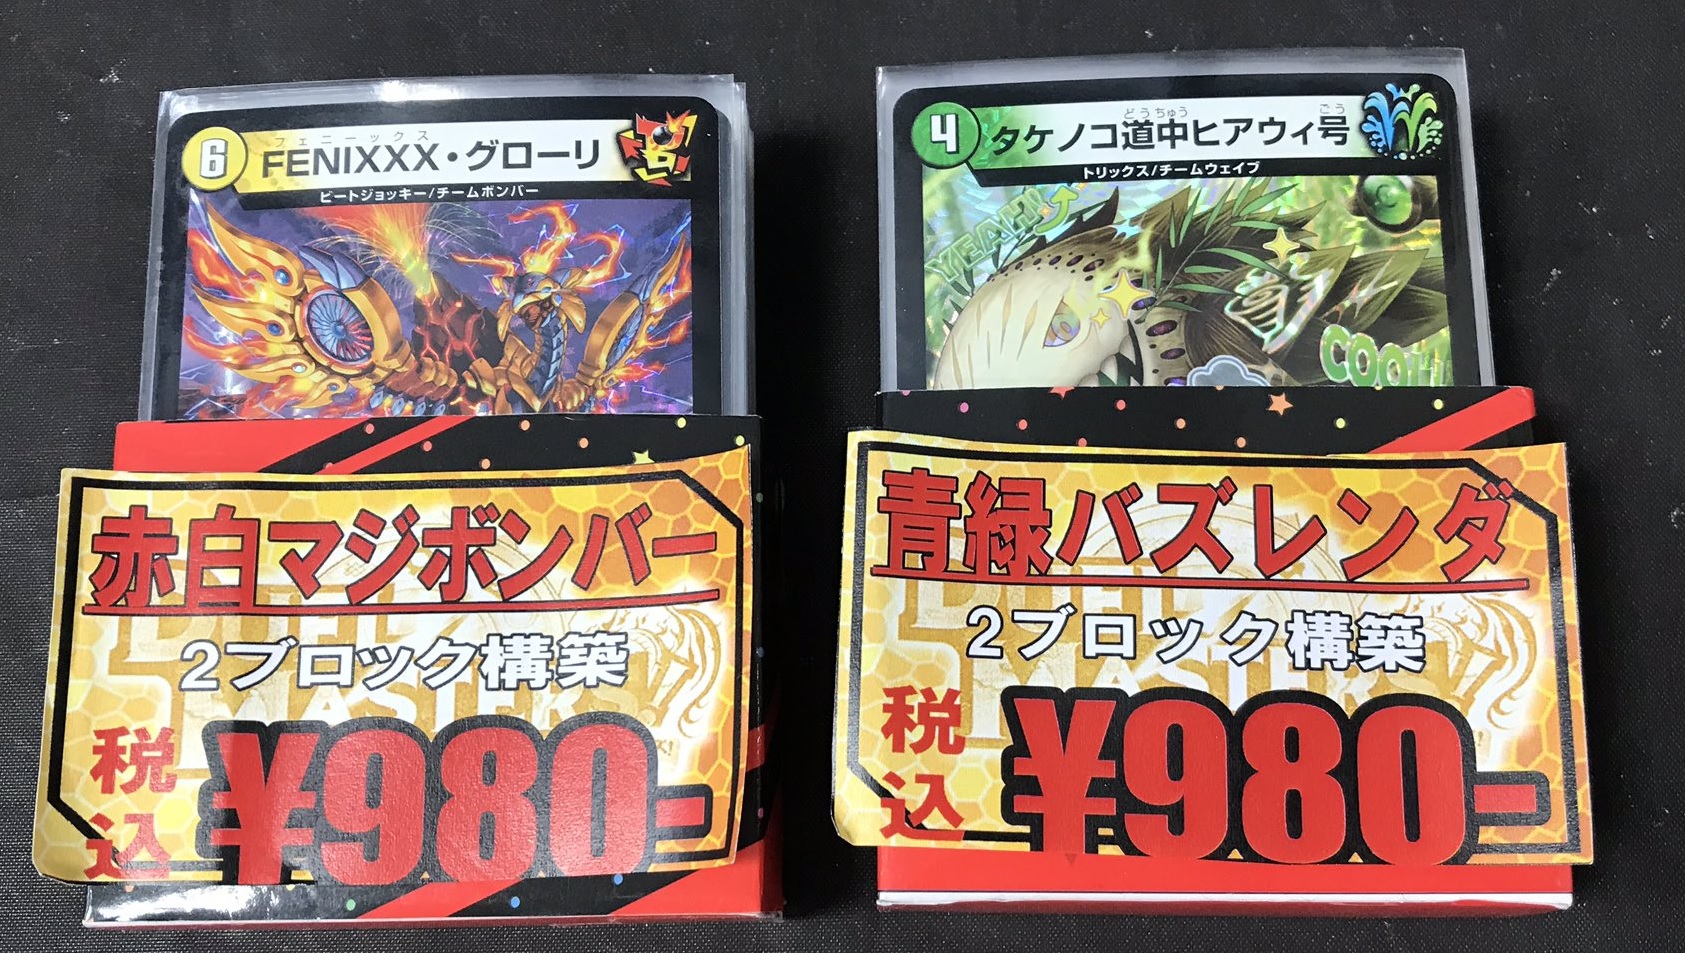 6
フェニックス
FENIXXX・グローリ
ビートジョッキー/チームボンバー
赤白マジボンバー
2ブロック構築
DUEL
MASTERS
税込
¥980-
4
どうちゅう
ごう
タケノコ道中ヒアウィ号
トリックス/チームウェイブ
YEAH!
COOL!
青緑バズレンダ
2ブロック構築
DUEL
MASTERS
税込
¥980-